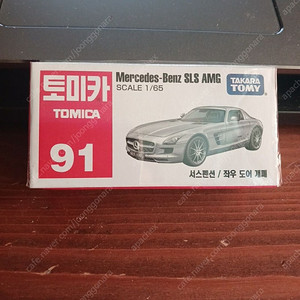 Mercedes-Benz SLS AMG
SCALE 1/65
TAKARA
TOMY
토미카
TOMICA
91
서스펜션 / 좌우 도어 개폐